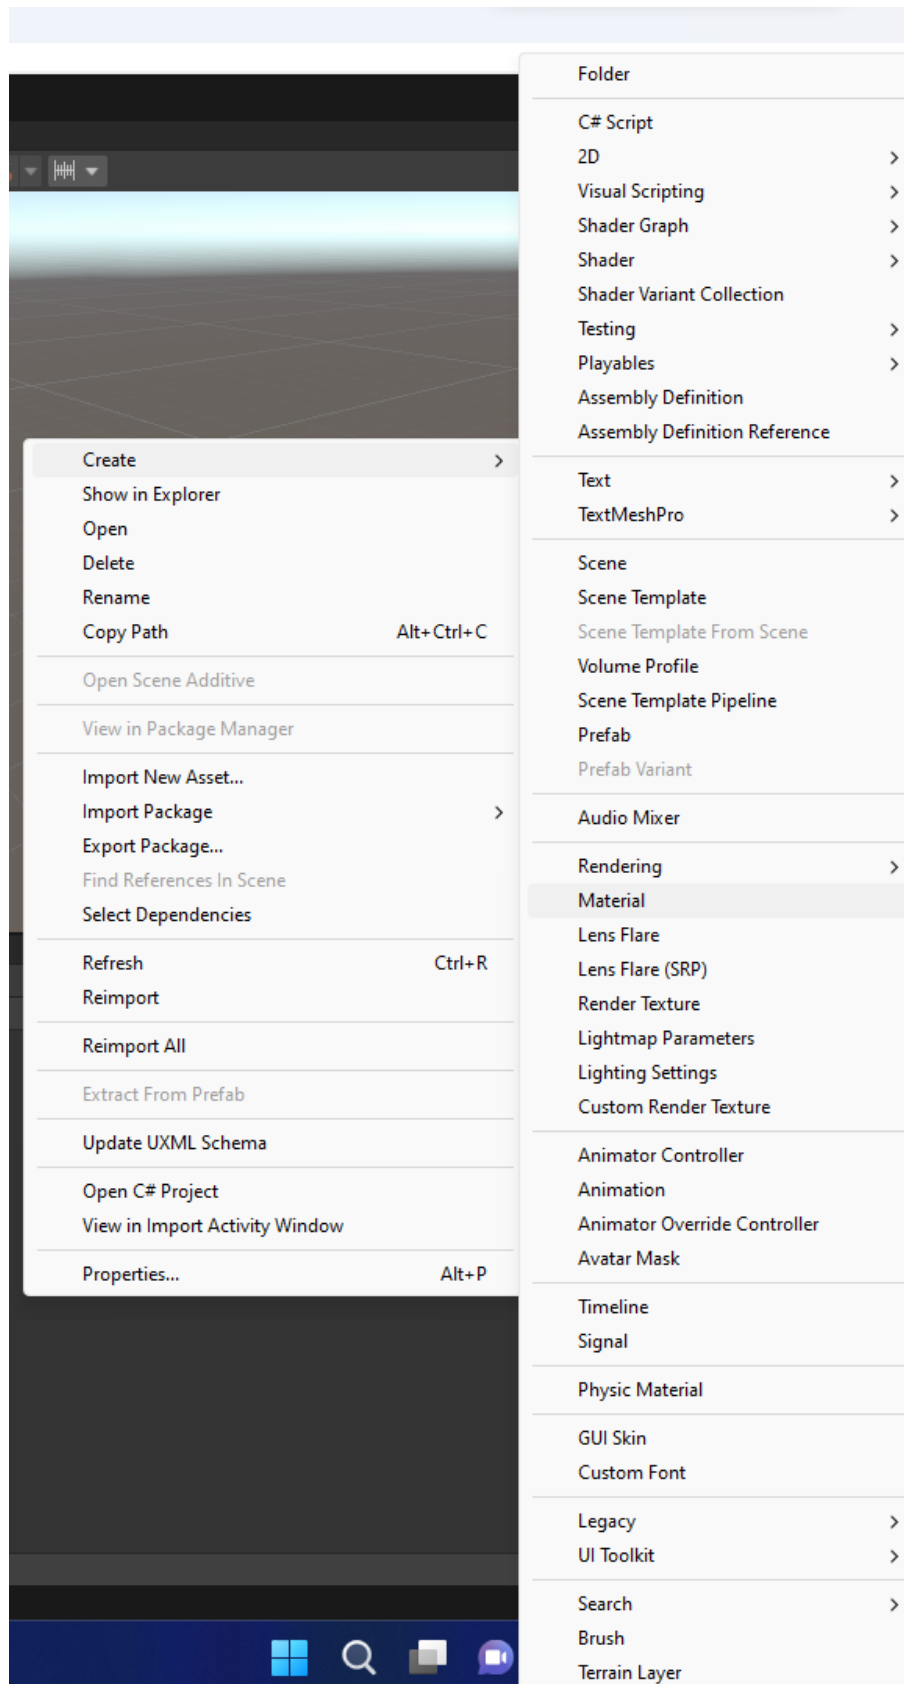 Create
Show in Explorer
Open
Delete
Rename
Copy Path Alt+Ctrl+C
Open Scene Additive
View in Package Manager
Import New Asset...
Import Package
Export Package...
Find References In Scene
Select Dependencies
Refresh Ctrl+R
Reimport
Reimport All
Extract From Prefab
Update UXML Schema
Open C# Project
View in Import Activity Window
Properties... Alt+P
Folder
C# Script
2D
Visual Scripting
Shader Graph
Shader
Shader Variant Collection
Testing
Playables
Assembly Definition
Assembly Definition Reference
Text
TextMeshPro
Scene
Scene Template
Scene Template From Scene
Volume Profile
Scene Template Pipeline
Prefab
Prefab Variant
Audio Mixer
Rendering
Material
Lens Flare
Lens Flare (SRP)
Render Texture
Lightmap Parameters
Lighting Settings
Custom Render Texture
Animator Controller
Animation
Animator Override Controller
Avatar Mask
Timeline
Signal
Physic Material
GUI Skin
Custom Font
Legacy
UI Toolkit
Search
Brush
Terrain Layer